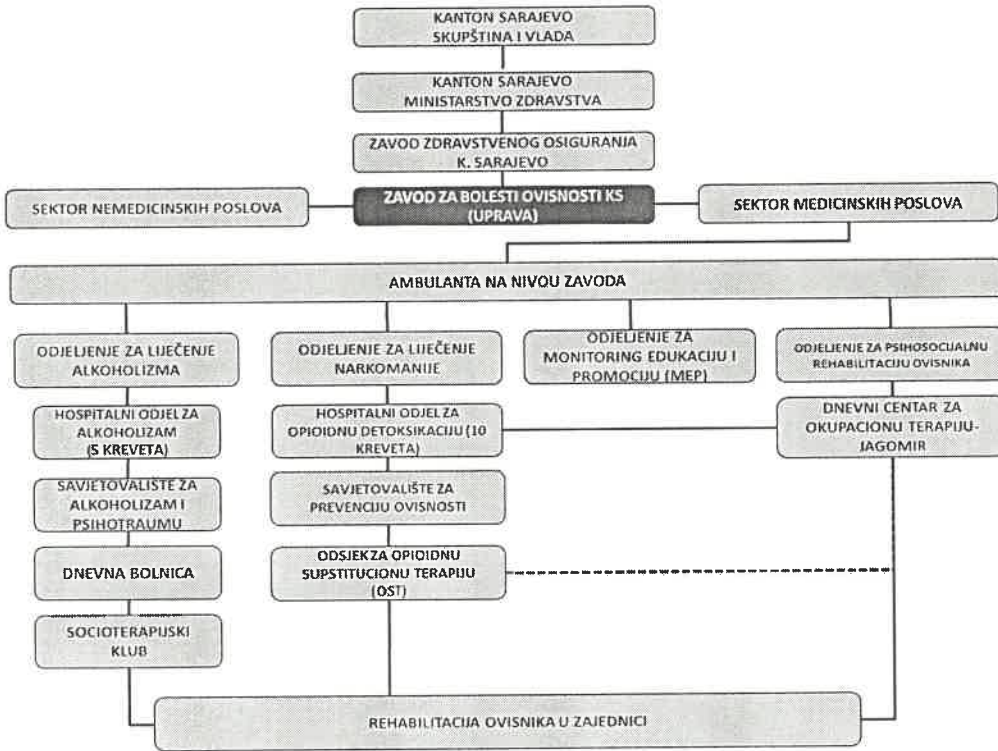 KANTON SARAJEVO
SKUPŠTINA I VLADA
KANTON SARAJEVO
MINISTARSTVO ZDRAVSTVA
ZAVOD ZDRAVSTVENOG OSIGURANJA
K. SARAJEVO
SEKTOR NEMEDICINSKIH POSLOVA
ZAVOD ZA BOLESTI OVISNOSTI KS
(UPRAVA)
SEKTOR MEDICINSKIH POSLOVA
AMBULANTA NA NIVOU ZAVODA
ODJELJENJE ZA LIJEČENJE
ALKOHOLIZMA
ODJELJENJE ZA LIJEČENJE
NARKOMANIJE
ODJELJENJE ZA
MONITORING EDUKACIJU I
PROMOCIJU (MEP)
ODJELJENJE ZA PSIHOSOCIJALNU
REHABILITACIJU OVISNIKA
HOSPITALNI ODJEL ZA
ALKOHOLIZAM
(5 KREVETA)
HOSPITALNI ODJEL ZA
OPIOIDNU DETOKSIKACIJU (10
KREVETA)
DNEVNI CENTAR ZA
OKUPACIONU TERAPIJU-
JAGOMIR
SAVJETOVALIŠTE ZA
ALKOHOLIZAM I
PSIHOTRAUMU
SAVJETOVALIŠTE ZA
PREVENCIJU OVISNOSTI
DNEVNA BOLNICA
ODSJEK ZA OPIOIDNU
SUPSTITUCIONU TERAPIJU
(OST)
SOCIOTERAPIJSKI
KLUB
REHABILITACIJA OVISNIKA U ZAJEDNICI